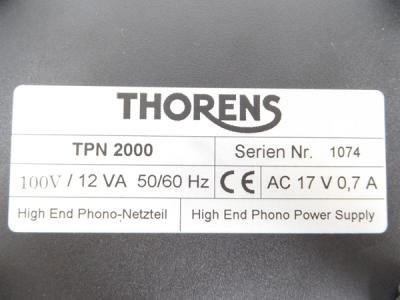 THORENS
TPN 2000 Serien Nr. 1074
100V / 12 VA 50/60 Hz CE AC 17 V 0,7 A
High End Phono-Netzteil High End Phono Power Supply